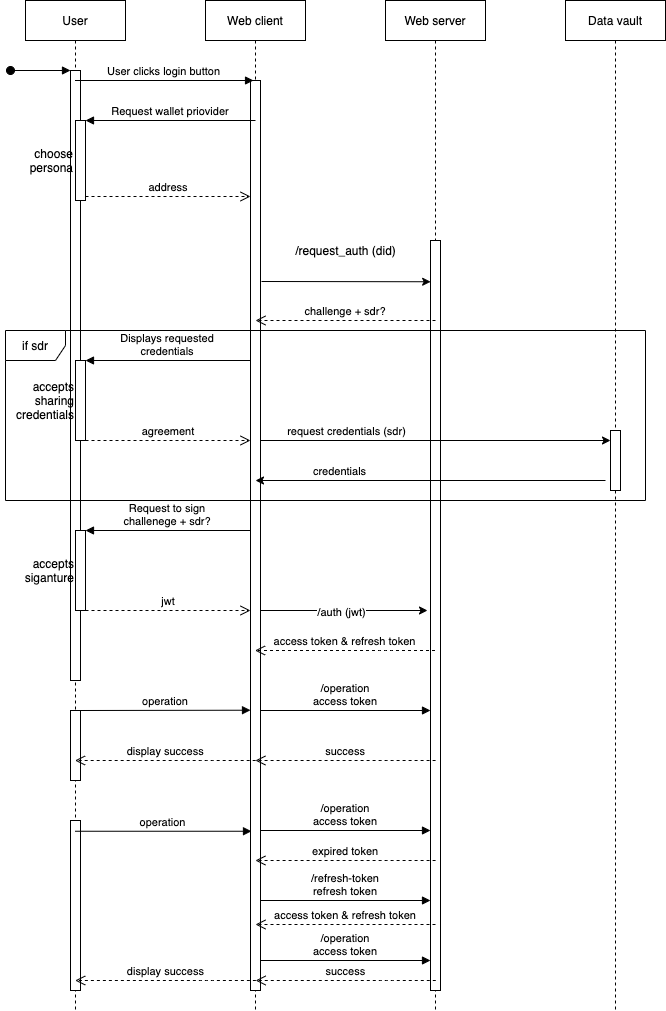 User
Web client
Web server
Data vault
User clicks login button
Request wallet priovider
choose
persona
address
/request_auth (did)
challenge + sdr?
if sdr
Displays requested
credentials
accepts
sharing
credentials
agreement
request credentials (sdr)
credentials
Request to sign
challenege + sdr?
accepts
siganture
jwt
/auth (jwt)
access token & refresh token
operation
/operation
access token
display success
success
operation
/operation
access token
expired token
/refresh-token
refresh token
access token & refresh token
/operation
access token
display success
success